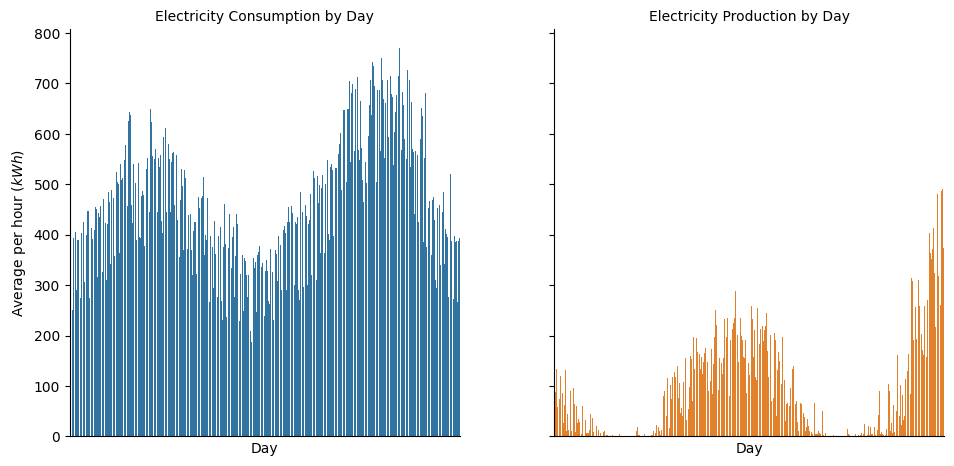 Electricity Consumption by Day
Electricity Production by Day
800
700
600
500
400
300
200
100
0
Average per hour (kWh)
Day
Day